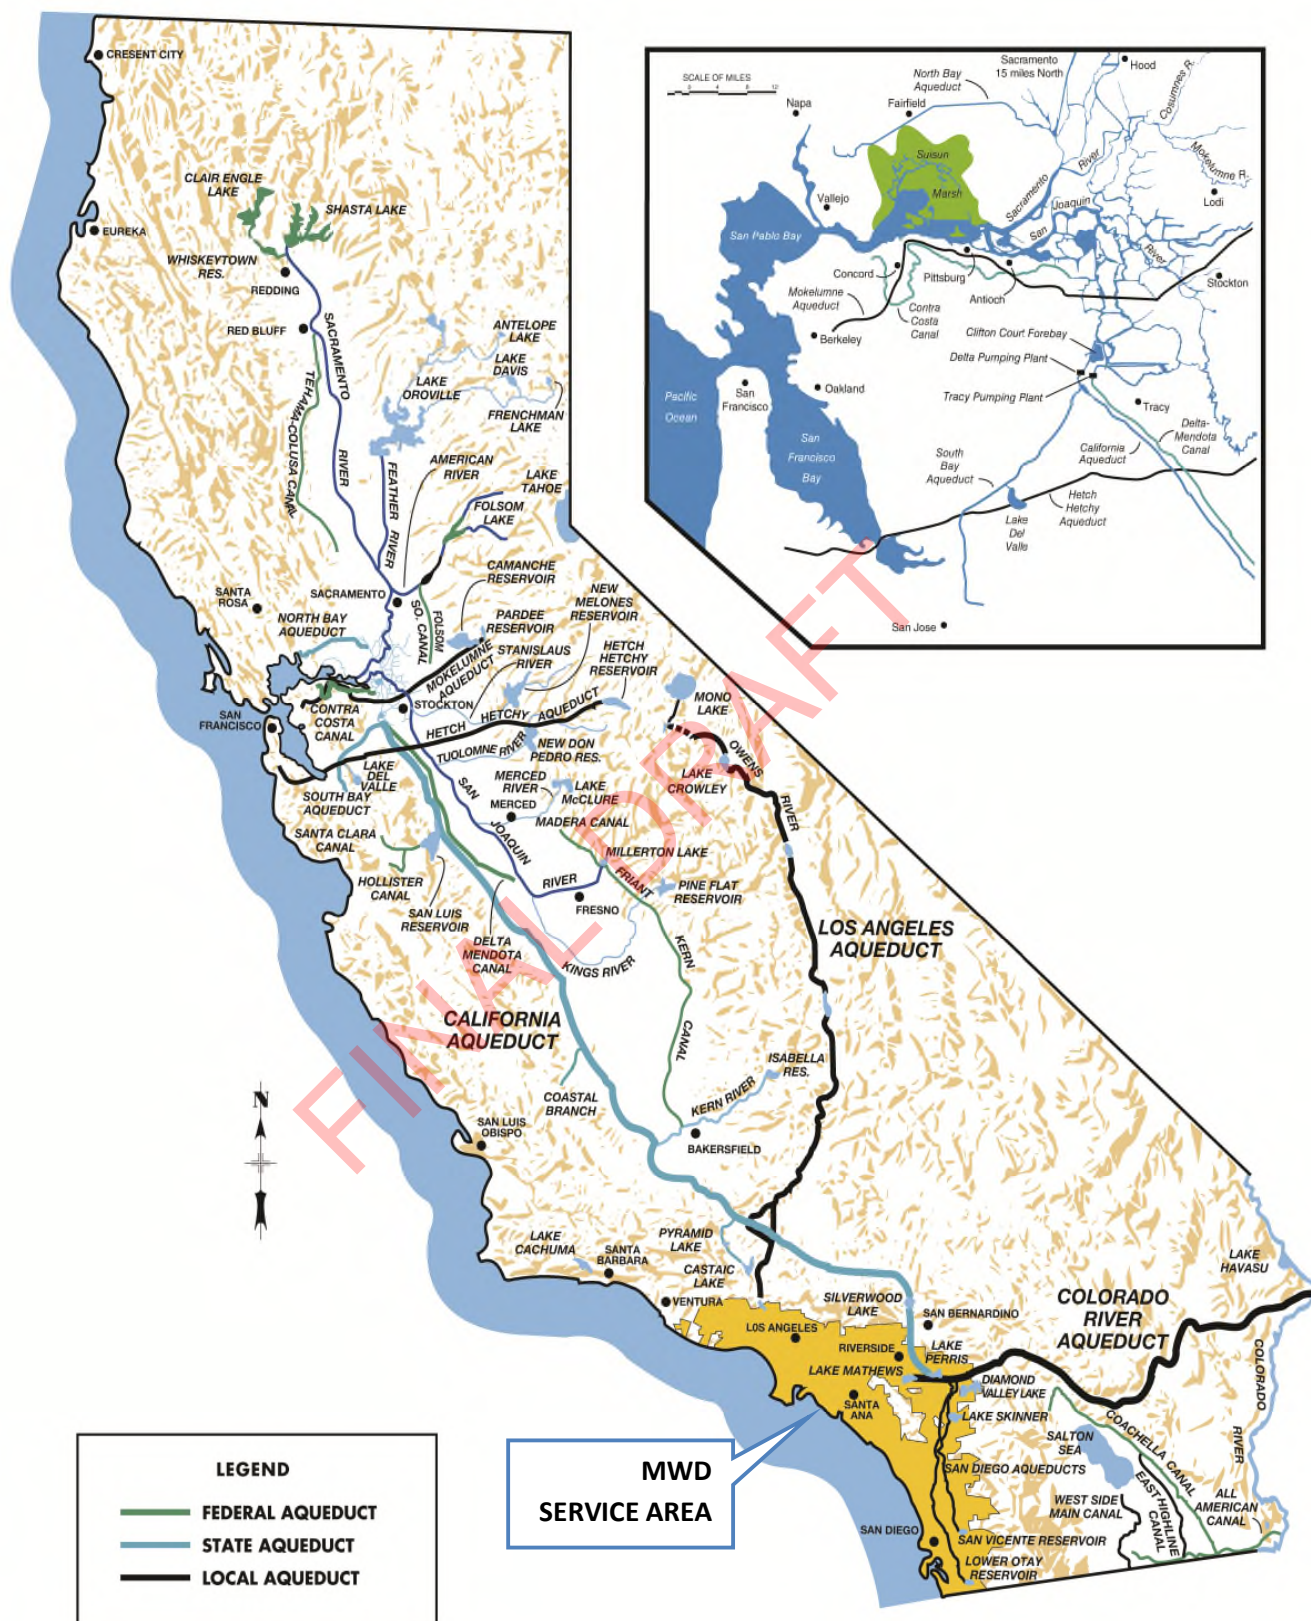 CRESENT CITY
CLAIR ENGLE
LAKE
SHASTA LAKE
EUREKA
WHISKEYTOWN
RES.
REDDING
RED BLUFF
SACRAMENTO
RIVER
TEHAMA-COLUSA CANAL
ANTELOPE
LAKE
LAKE
DAVIS
LAKE
OROVILLE
FRENCHMAN
LAKE
FEATHER RIVER
AMERICAN
RIVER
LAKE
TAHOE
FOLSOM
LAKE
SANTA
ROSA
SACRAMENTO
NORTH BAY
AQUEDUCT
FOLSOM
SO. CANAL
CAMANCHE
RESERVOIR
NEW
MELONES
RESERVOIR
PARDEE
RESERVOIR
MOKELUMNE
AQUEDUCT
STANISLAUS
RIVER
HETCH
HETCHY
RESERVOIR
SAN
FRANCISCO
CONTRA
COSTA
CANAL
STOCKTON
HETCH HETCHY AQUEDUCT
MONO
LAKE
TUOLOMNE RIVER
NEW DON
PEDRO RES.
LAKE
DEL
VALLE
SOUTH BAY
AQUEDUCT
SAN JOAQUIN RIVER
MERCED
RIVER
LAKE
McCLURE
MERCED
OWENS
RIVER
LAKE
CROWLEY
SANTA CLARA
CANAL
MADERA CANAL
MILLERTON LAKE
HOLLISTER
CANAL
SAN LUIS
RESERVOIR
FRESNO
FRIANT
KERN
CANAL
PINE FLAT
RESERVOIR
DELTA
MENDOTA
CANAL
KINGS RIVER
LOS ANGELES
AQUEDUCT
CALIFORNIA
AQUEDUCT
COASTAL
BRANCH
ISABELLA
RES.
KERN RIVER
BAKERSFIELD
N
SAN LUIS
OBISPO
LAKE
CACHUMA
SANTA
BARBARA
PYRAMID
LAKE
CASTAIC
LAKE
VENTURA
LOS ANGELES
SILVERWOOD
LAKE
SAN BERNARDINO
RIVERSIDE
LAKE
PERRIS
LAKE MATHEWS
SANTA
ANA
DIAMOND
VALLEY LAKE
LAKE SKINNER
COLORADO
RIVER
AQUEDUCT
LAKE
HAVASU
COLORADO
RIVER
SALTON
SEA
COACHELLA CANAL
SAN DIEGO AQUEDUCTS
WEST SIDE
MAIN CANAL
EAST HIGHLINE
CANAL
ALL
AMERICAN
CANAL
SAN DIEGO
SAN VICENTE RESERVOIR
LOWER OTAY
RESERVOIR
MWD
SERVICE AREA
LEGEND
FEDERAL AQUEDUCT
STATE AQUEDUCT
LOCAL AQUEDUCT
FINAL DRAFT
SCALE OF MILES
0 4 8 12
Napa
Fairfield
North Bay
Aqueduct
Sacramento
15 miles North
Hood
Cosumnes R.
Mokelumne R.
Lodi
Suisun
Marsh
Vallejo
San Pablo Bay
Sacramento
River
San
Joaquin
River
Stockton
Concord
Pittsburg
Antioch
Mokelumne
Aqueduct
Contra
Costa
Canal
Berkeley
Clifton Court Forebay
Delta Pumping Plant
Tracy Pumping Plant
Oakland
San
Francisco
Pacific
Ocean
San
Francisco
Bay
Tracy
Delta-
Mendota
Canal
California
Aqueduct
South
Bay
Aqueduct
Hetch
Hetchy
Aqueduct
Lake
Del
Valle
San Jose